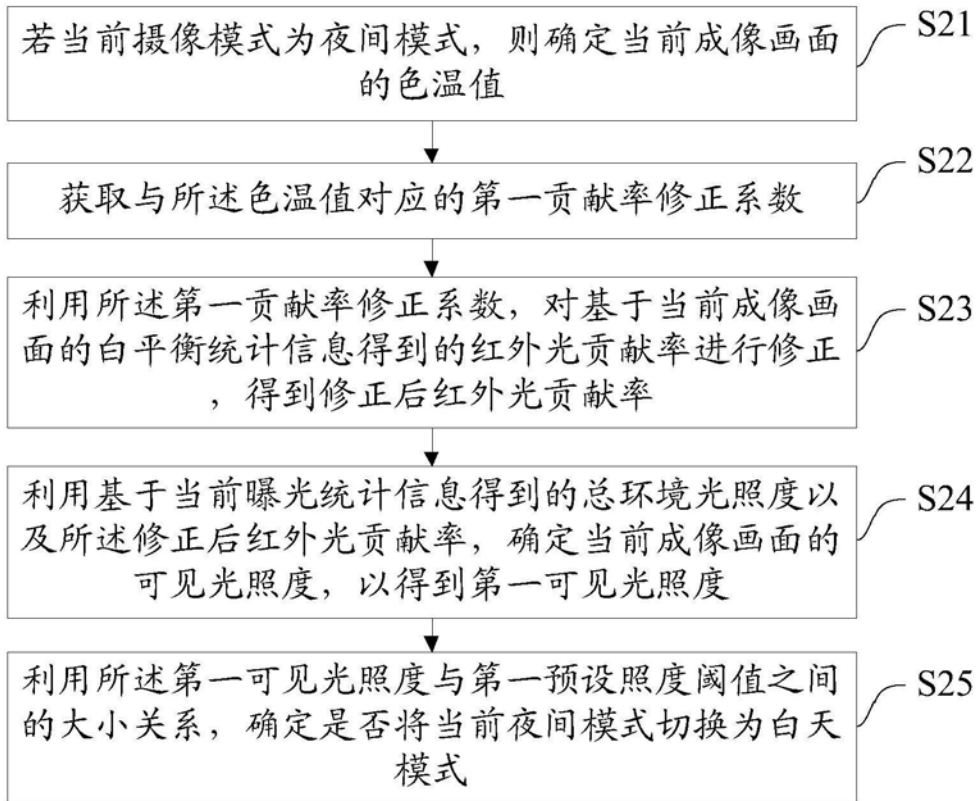 若当前摄像模式为夜间模式，则确定当前成像画面
的色温值
S21
获取与所述色温值对应的第一贡献率修正系数
S22
利用所述第一贡献率修正系数，对基于当前成像画
面的白平衡统计信息得到的红外光贡献率进行修正
，得到修正后红外光贡献率
S23
利用基于当前曝光统计信息得到的总环境光照度以
及所述修正后红外光贡献率，确定当前成像画面的
可见光照度，以得到第一可见光照度
S24
利用所述第一可见光照度与第一预设照度阈值之间
的大小关系，确定是否将当前夜间模式切换为白天
模式
S25